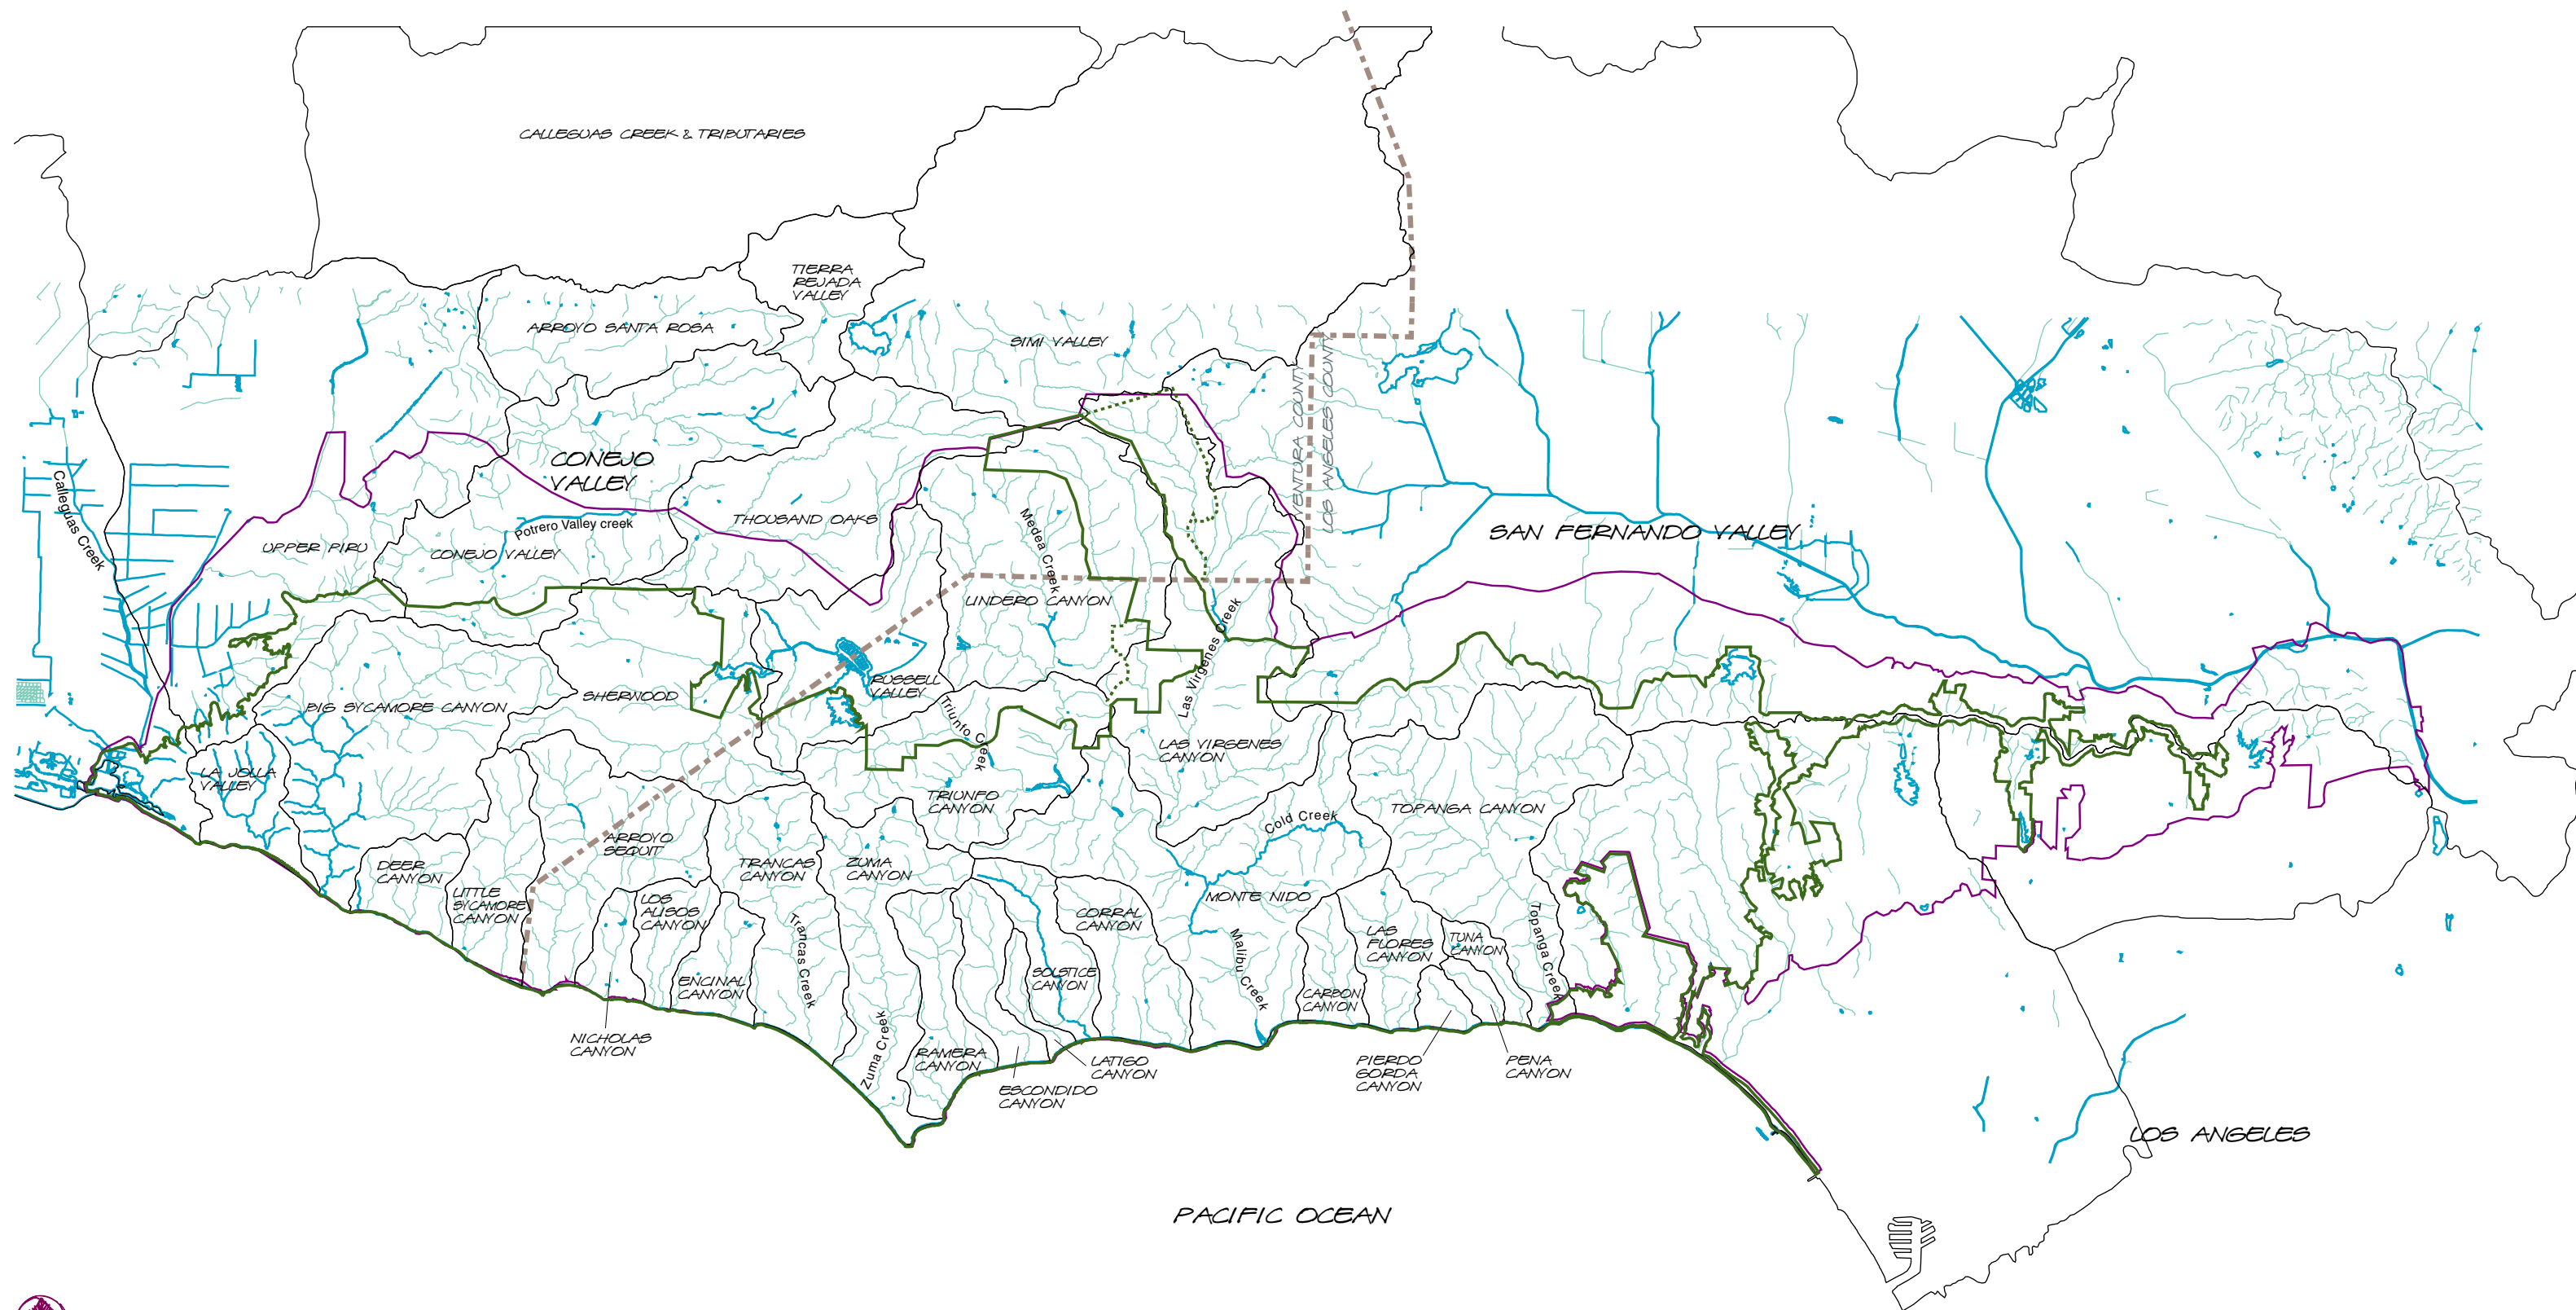 CALLEGUAS CREEK & TRIBUTARIES
TIERRA
REJADA
VALLEY
ARROYO SANTA ROSA
SIMI VALLEY
VENTURA COUNTY
LOS ANGELES COUNTY
CONEJO
VALLEY
Calleguas Creek
Potrero Valley creek
THOUSAND OAKS
Medea Creek
SAN FERNANDO VALLEY
UPPER PIRU
CONEJO VALLEY
LINDERO CANYON
Las Virgenes Creek
RUSSELL
VALLEY
SHERWOOD
BIG SYCAMORE CANYON
Triunfo Creek
LAS VIRGENES
CANYON
LA JOLLA
VALLEY
TRIUNFO
CANYON
TOPANGA CANYON
Cold Creek
ARROYO
SEQUIT
DEER
CANYON
TRANCAS
CANYON
ZUMA
CANYON
LITTLE
SYCAMORE
CANYON
LOS
ALISOS
CANYON
MONTE NIDO
CORRAL
CANYON
Trancas Creek
LAS
FLORES
CANYON
TUNA
CANYON
Topanga Creek
Malibu Creek
SOLSTICE
CANYON
ENCINAL
CANYON
CARBON
CANYON
NICHOLAS
CANYON
Zuma Creek
RAMERA
CANYON
LATIGO
CANYON
ESCONDIDO
CANYON
PIERDO
GORDA
CANYON
PENA
CANYON
LOS ANGELES
PACIFIC OCEAN